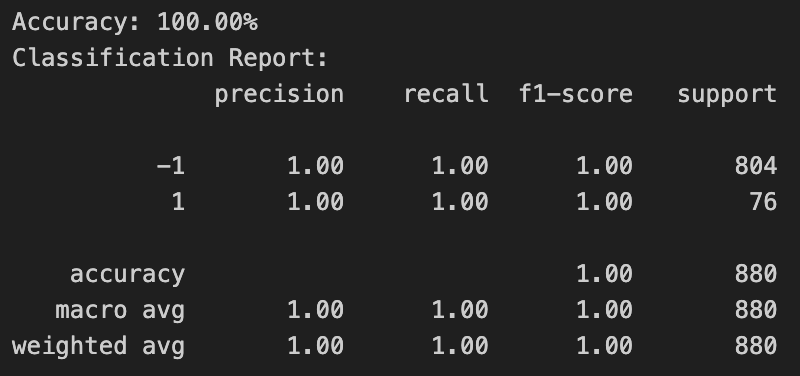 Accuracy: 100.00%
Classification Report:
precision recall f1-score support
-1 1.00 1.00 1.00 804
1 1.00 1.00 1.00 76
accuracy 1.00 880
macro avg 1.00 1.00 1.00 880
weighted avg 1.00 1.00 1.00 880